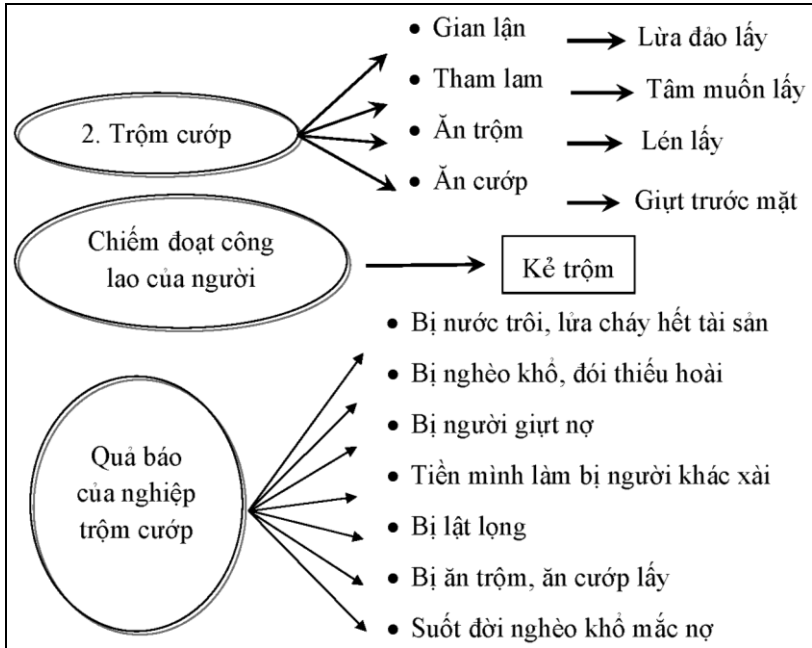 • Gian lận
Lừa đảo lấy
• Tham lam
Tâm muốn lấy
2. Trộm cướp
• Ăn trộm
Lén lấy
• Ăn cướp
Giựt trước mặt
Chiếm đoạt công
lao của người
Kẻ trộm
• Bị nước trôi, lửa cháy hết tài sản
• Bị nghèo khổ, đói thiếu hoài
• Bị người giựt nợ
Quả báo
của nghiệp
trộm cướp
• Tiền mình làm bị người khác xài
• Bị lật lọng
• Bị ăn trộm, ăn cướp lấy
• Suốt đời nghèo khổ mắc nợ